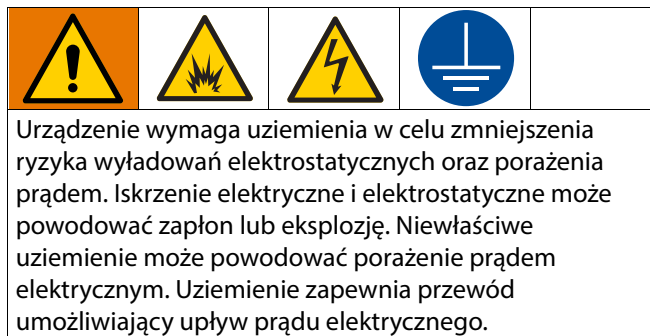 Urządzenie wymaga uziemienia w celu zmniejszenia
ryzyka wyładowań elektrostatycznych oraz porażenia
prądem. Iskrzenie elektryczne i elektrostatyczne może
powodować zapłon lub eksplozję. Niewłaściwe
uziemienie może powodować porażenie prądem
elektrycznym. Uziemienie zapewnia przewód
umożliwiający upływ prądu elektrycznego.